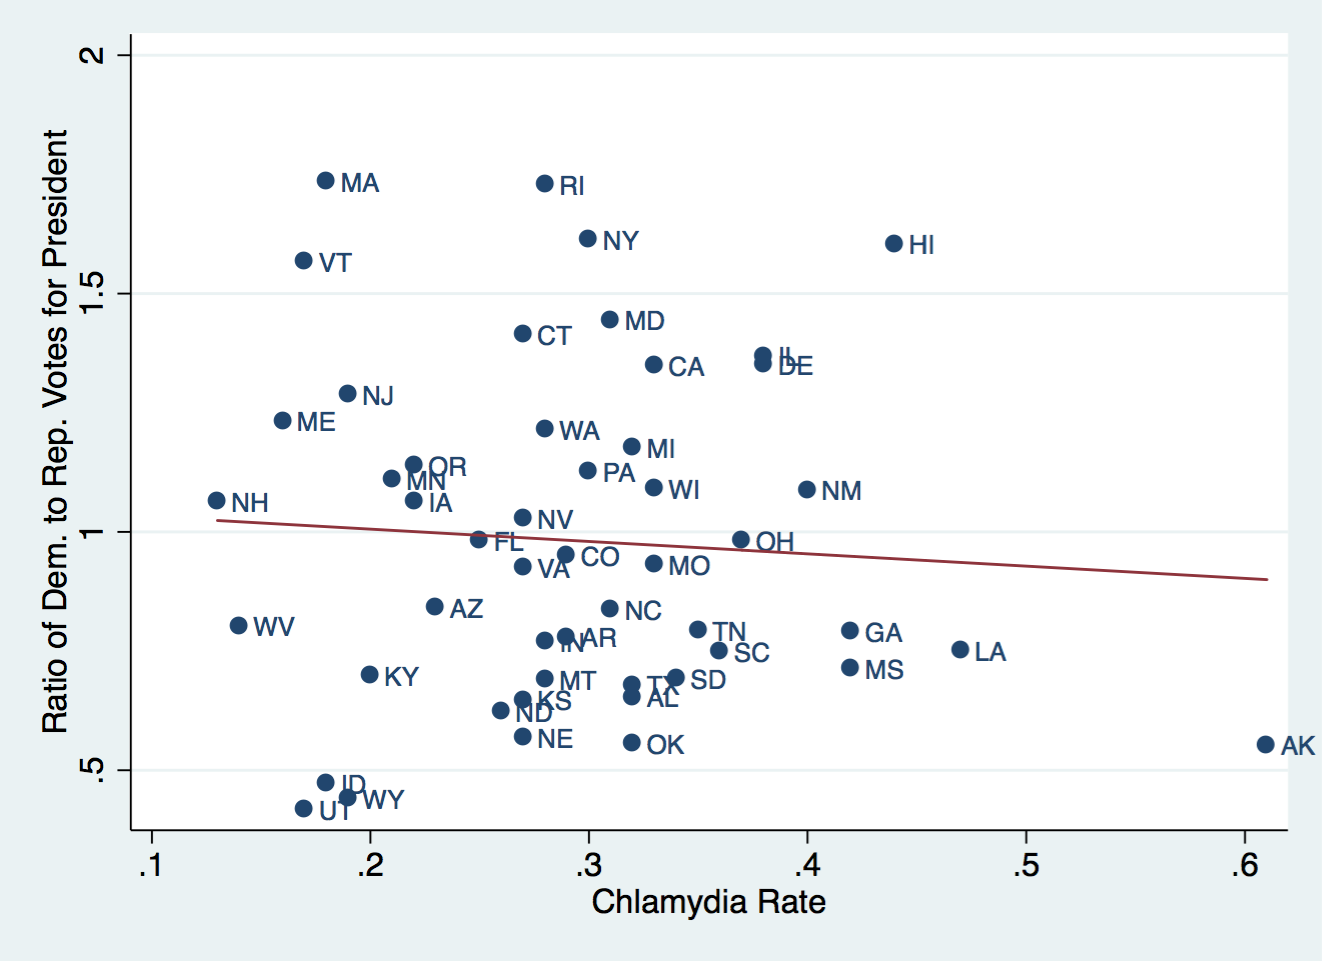 Ratio of Dem. to Rep. Votes for President
2
1.5
1
.5
MA
RI
NY
HI
VT
MD
CT
IL
DE
CA
NJ
ME
WA
MI
OR
PA
MN
WI
NM
NH
IA
NV
FL
OH
CO
VA
MO
AZ
NC
WV
TN
GA
IN
AR
SC
LA
MS
KY
MT
TX
SD
KS
AL
ND
NE
OK
AK
ID
WY
UT
.1 .2 .3 .4 .5 .6
Chlamydia Rate